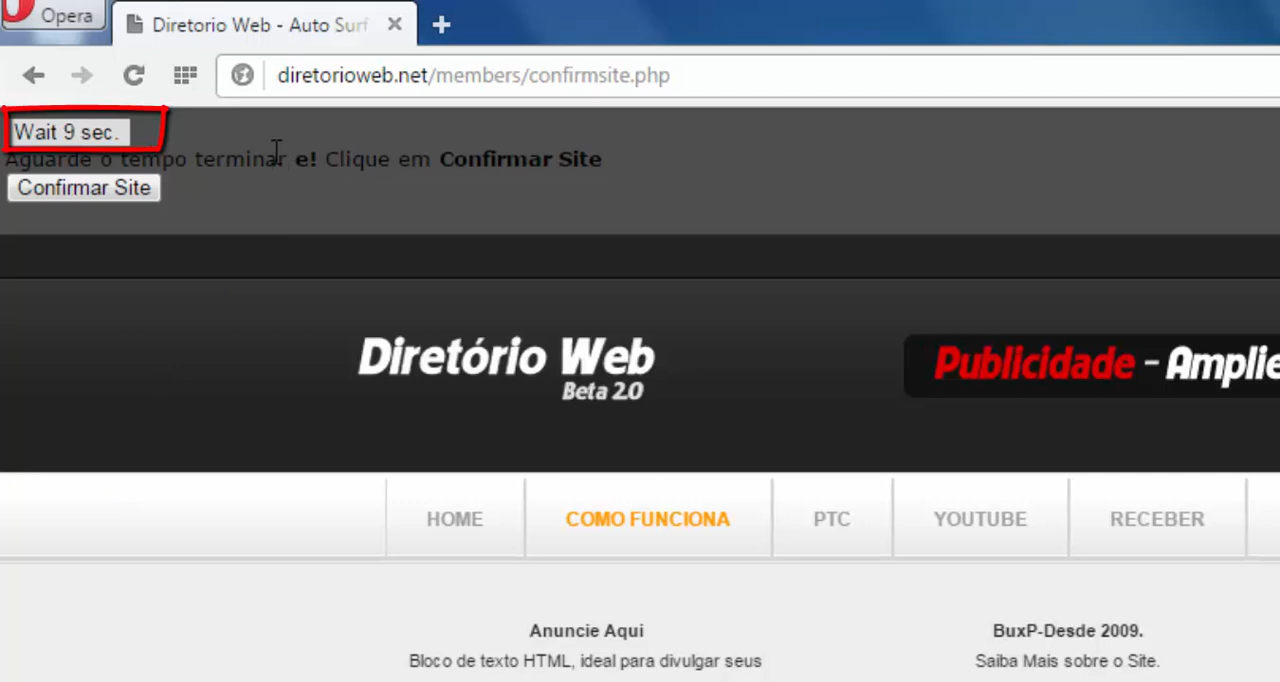 Opera
Diretorio Web - Auto Surf
diretorioweb.net/members/confirmsite.php
Wait 9 sec.
Aguarde o tempo terminar e! Clique em Confirmar Site
Confirmar Site
Diretório Web
Beta 2.0
Publicidade - Amplie
HOME COMO FUNCIONA PTC YOUTUBE RECEBER
Anuncie Aqui
Bloco de texto HTML, ideal para divulgar seus
BuxP-Desde 2009.
Saiba Mais sobre o Site.